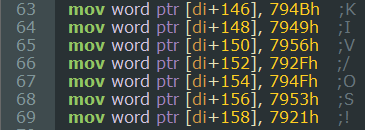 63 mov word ptr [di+146], 794Bh ;K
64 mov word ptr [di+148], 7949h ;I
65 mov word ptr [di+150], 7956h ;V
66 mov word ptr [di+152], 792Fh ;/
67 mov word ptr [di+154], 794Fh ;O
68 mov word ptr [di+156], 7953h ;S
69 mov word ptr [di+158], 7921h ;!